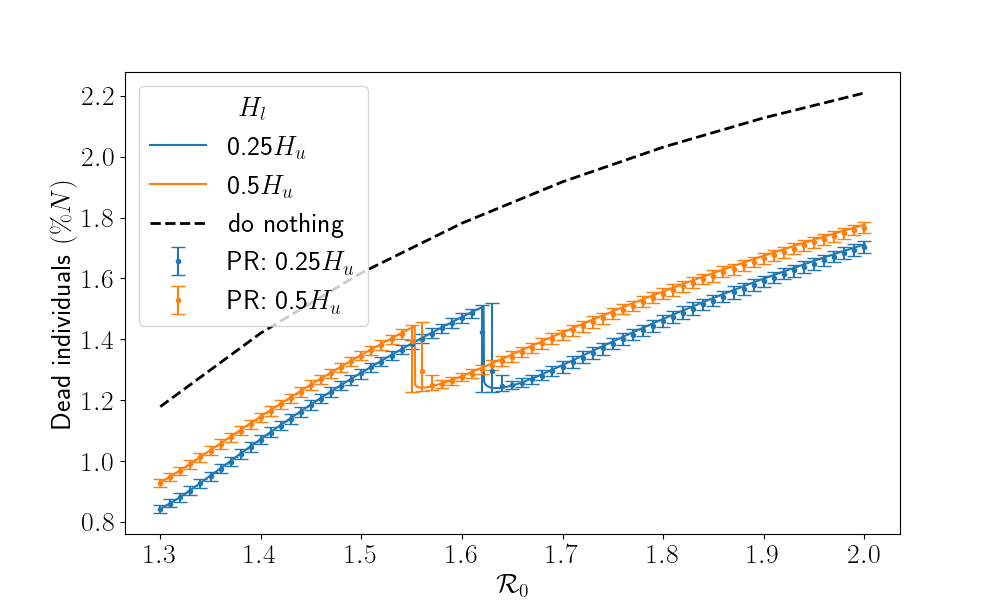 Dead individuals (%N)
2.2
2.0
1.8
1.6
1.4
1.2
1.0
0.8
H_l
0.25H_u
0.5H_u
do nothing
PR: 0.25H_u
PR: 0.5H_u
1.3 1.4 1.5 1.6 1.7 1.8 1.9 2.0
ℛ_0